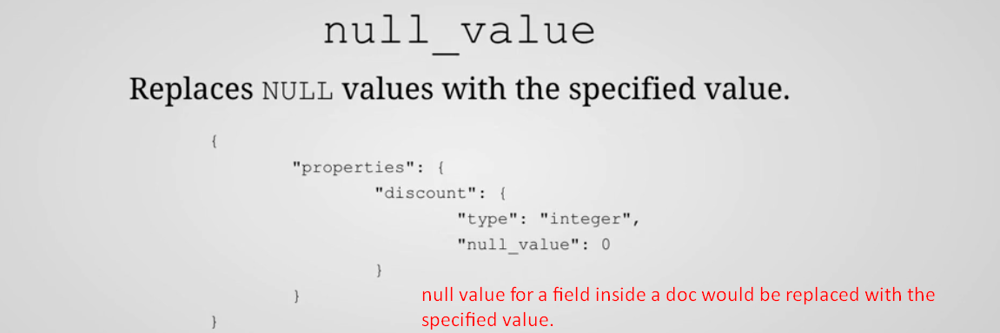 null_value
Replaces NULL values with the specified value.
{
"properties": {
"discount": {
"type": "integer",
"null_value": 0
}
}
null value for a field inside a doc would be replaced with the
specified value.
}